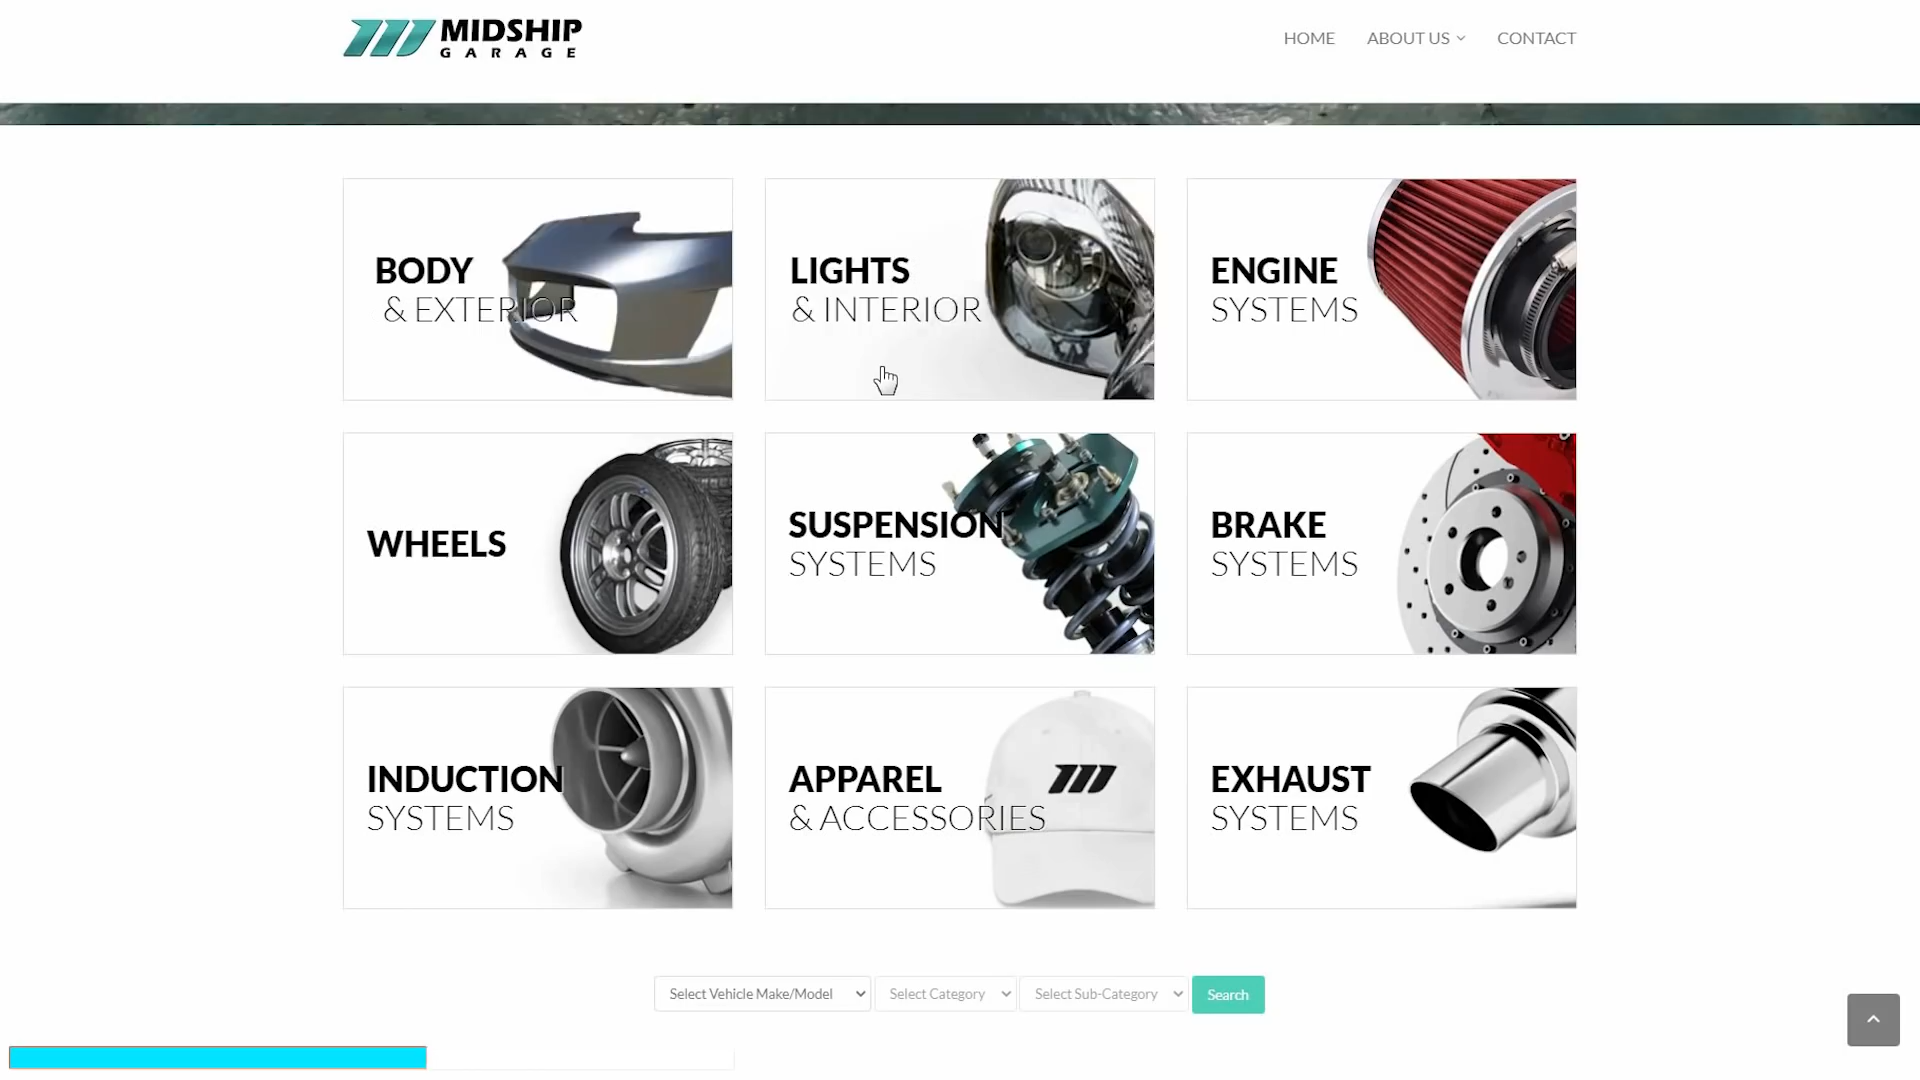 MIDSHIP
GARAGE
HOME
ABOUT US
CONTACT
BODY
& EXTERIOR
LIGHTS
& INTERIOR
ENGINE
SYSTEMS
WHEELS
SUSPENSION
SYSTEMS
BRAKE
SYSTEMS
INDUCTION
SYSTEMS
APPAREL
& ACCESSORIES
EXHAUST
SYSTEMS
Select Vehicle Make/Model
Select Category
Select Sub-Category
Search